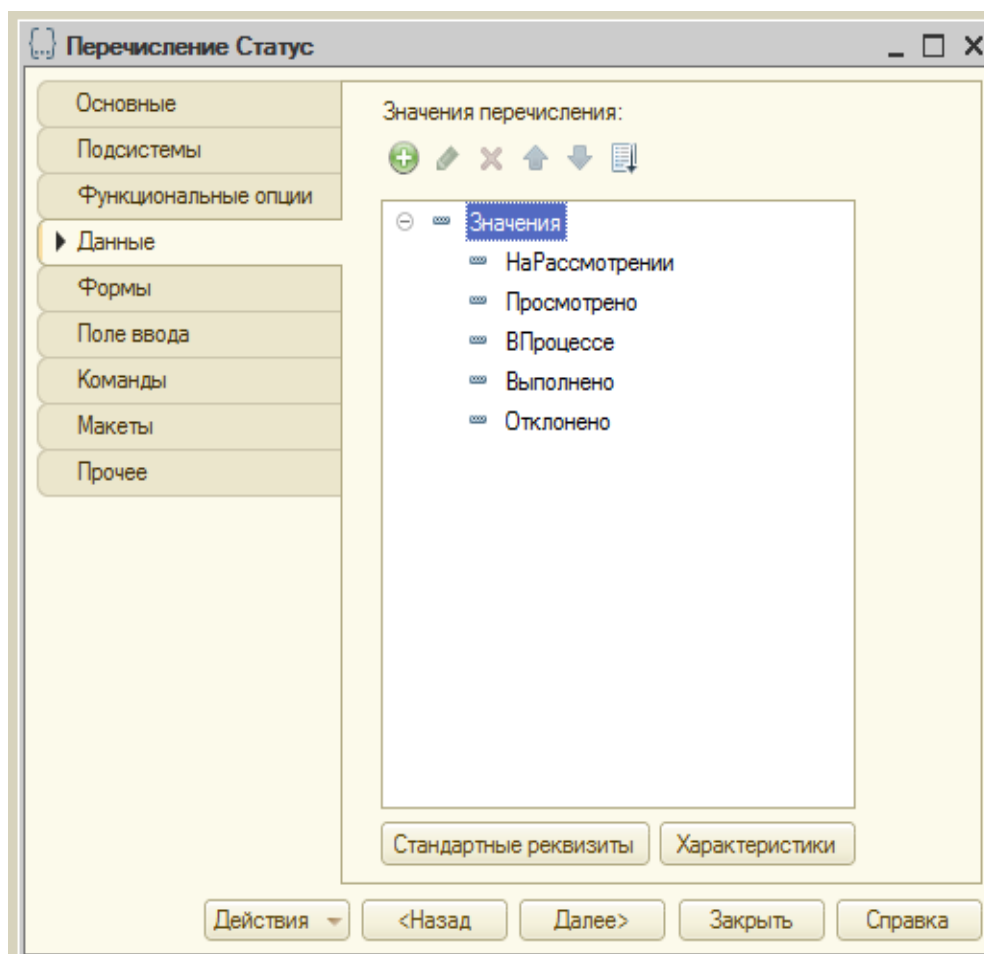 Перечисление Статус
Основные
Подсистемы
Функциональные опции
Данные
Формы
Поле ввода
Команды
Макеты
Прочее
Значения перечисления:
Значения
НаРассмотрении
Просмотрено
ВПроцессе
Выполнено
Отклонено
Стандартные реквизиты Характеристики
Действия <Назад Далее> Закрыть Справка